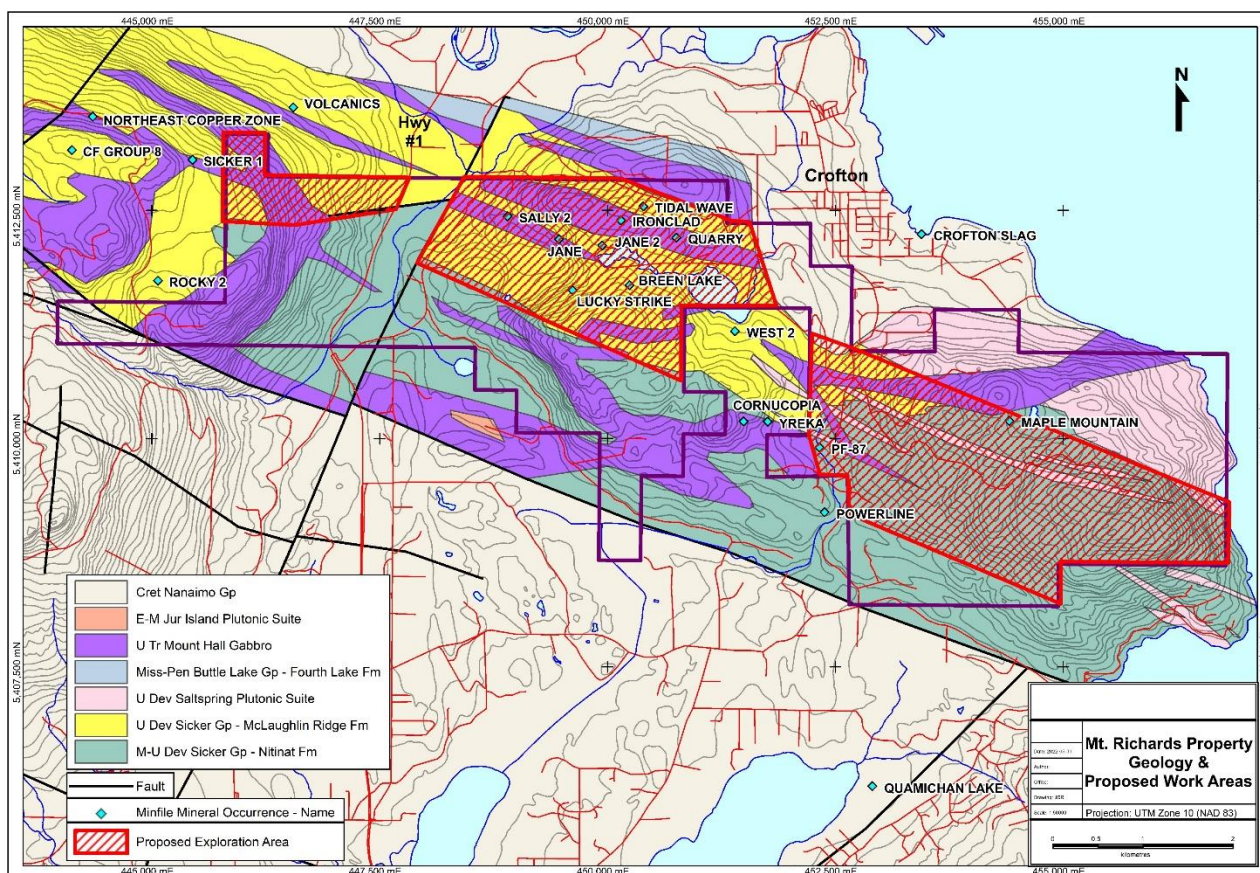 445,000 mE
447,500 mE
450,000 mE
452,500 mE
455,000 mE
N
VOLCANICS
NORTHEAST COPPER ZONE
Hwy
#1
CF GROUP 8
SICKER 1
Crofton
5,412,500 mN
TIDAL WAVE
SALLY 2
IRONCLAD
CROFTON SLAG
JANE
JANE 2
QUARRY
ROCKY 2
BREEN LAKE
LUCKY STRIKE
WEST 2
CORNUCOPIA
YREKA
MAPLE MOUNTAIN
5,410,000 mN
PF-87
POWERLINE
Cret Nanaimo Gp
E-M Jur Island Plutonic Suite
U Tr Mount Hall Gabbro
Miss-Pen Buttle Lake Gp - Fourth Lake Fm
U Dev Saltspring Plutonic Suite
U Dev Sicker Gp - McLaughlin Ridge Fm
M-U Dev Sicker Gp - Nitinat Fm
Fault
Minfile Mineral Occurrence - Name
Proposed Exploration Area
5,407,500 mN
QUAMICHAN LAKE
Mt. Richards Property
Geology &
Proposed Work Areas
Author:
Office:
Scale: 1:50000
Projection: UTM Zone 10 (NAD 83)
0 0.5 1 2
kilometres
445,000 mE
447,500 mE
450,000 mE
452,500 mE
455,000 mE